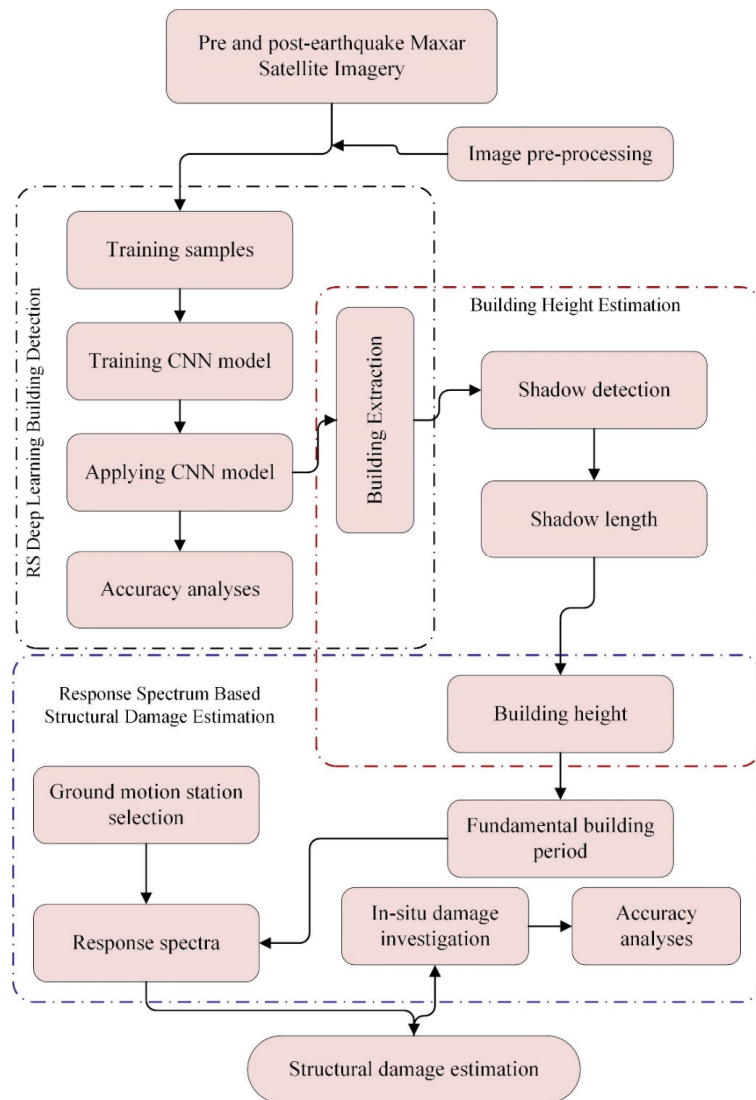 Pre and post-earthquake Maxar
Satellite Imagery
Image pre-processing
RS Deep Learning Building Detection
Training samples
Training CNN model
Applying CNN model
Accuracy analyses
Building Extraction
Building Height Estimation
Shadow detection
Shadow length
Building height
Response Spectrum Based
Structural Damage Estimation
Ground motion station
selection
Fundamental building
period
Response spectra
In-situ damage
investigation
Accuracy
analyses
Structural damage estimation